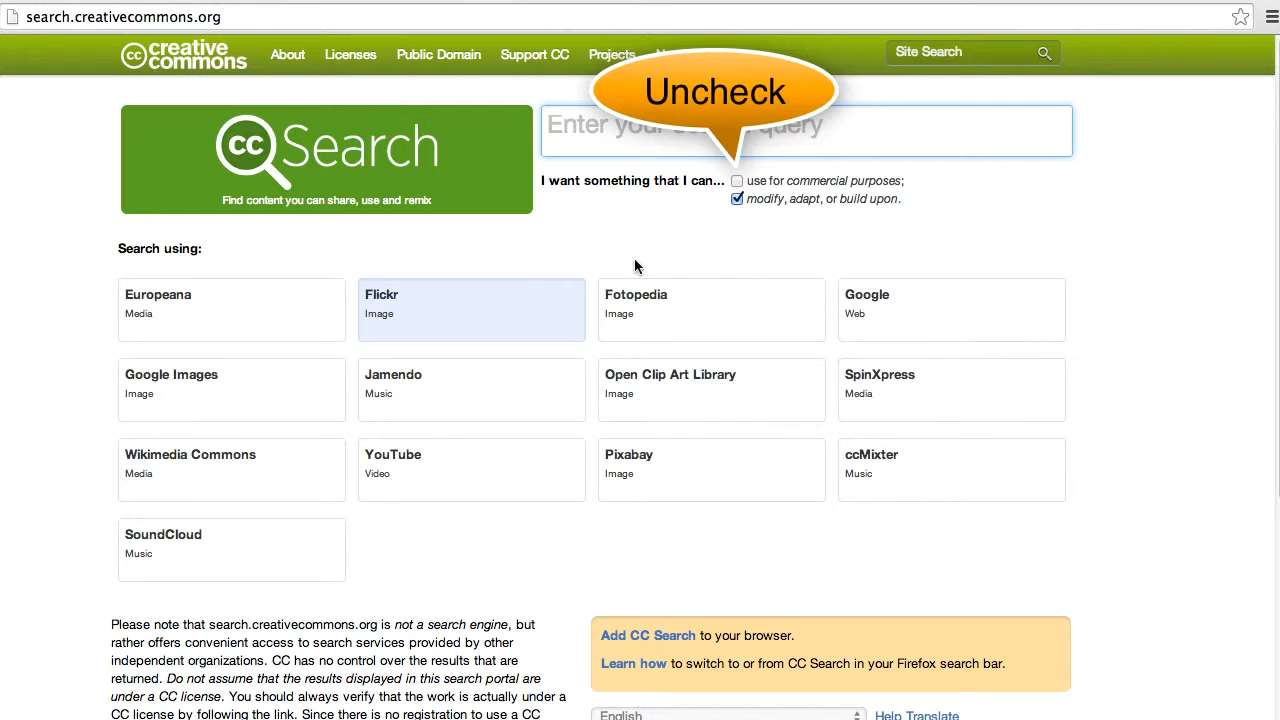 search.creativecommons.org
cc creative commons
About Licenses Public Domain Support CC Projects
Site Search
Uncheck
Enter your query
cc Search
Find content you can share, use and remix
I want something that I can... use for commercial purposes;
modify, adapt, or build upon.
Search using:
Europeana
Media
Flickr
Image
Fotopedia
Image
Google
Web
Google Images
Image
Jamendo
Music
Open Clip Art Library
Image
SpinXpress
Media
Wikimedia Commons
Media
YouTube
Video
Pixabay
Image
ccMixter
Music
SoundCloud
Music
Please note that search.creativecommons.org is not a search engine, but
rather offers convenient access to search services provided by other
independent organizations. CC has no control over the results that are
returned. Do not assume that the results displayed in this search portal are
under a CC license. You should always verify that the work is actually under a
CC license by following the link. Since there is no registration to use a CC
Add CC Search to your browser.
Learn how to switch to or from CC Search in your Firefox search bar.
English
Help Translate